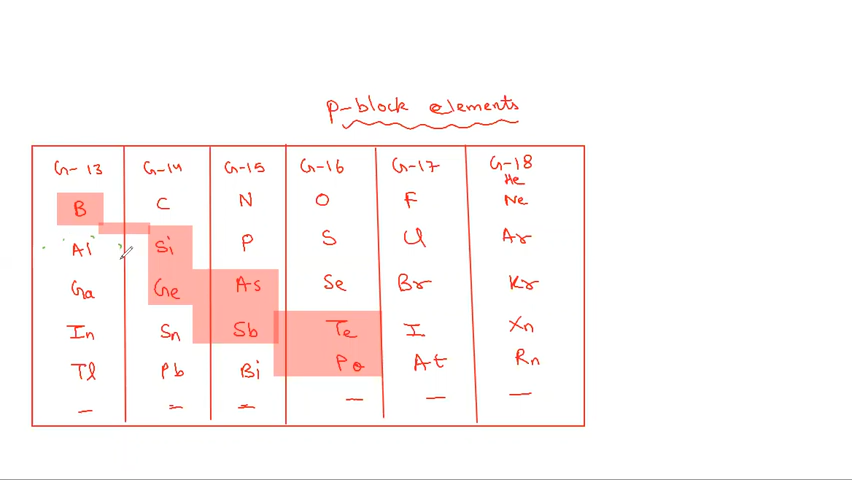 p-block elements
G-13 G-14 G-15 G-16 G-17 G-18
He
B C N O F Ne
Al Si P S Cl Ar
Ga Ge As Se Br Kr
In Sn Sb Te I Xn
Tl Pb Bi Po At Rn